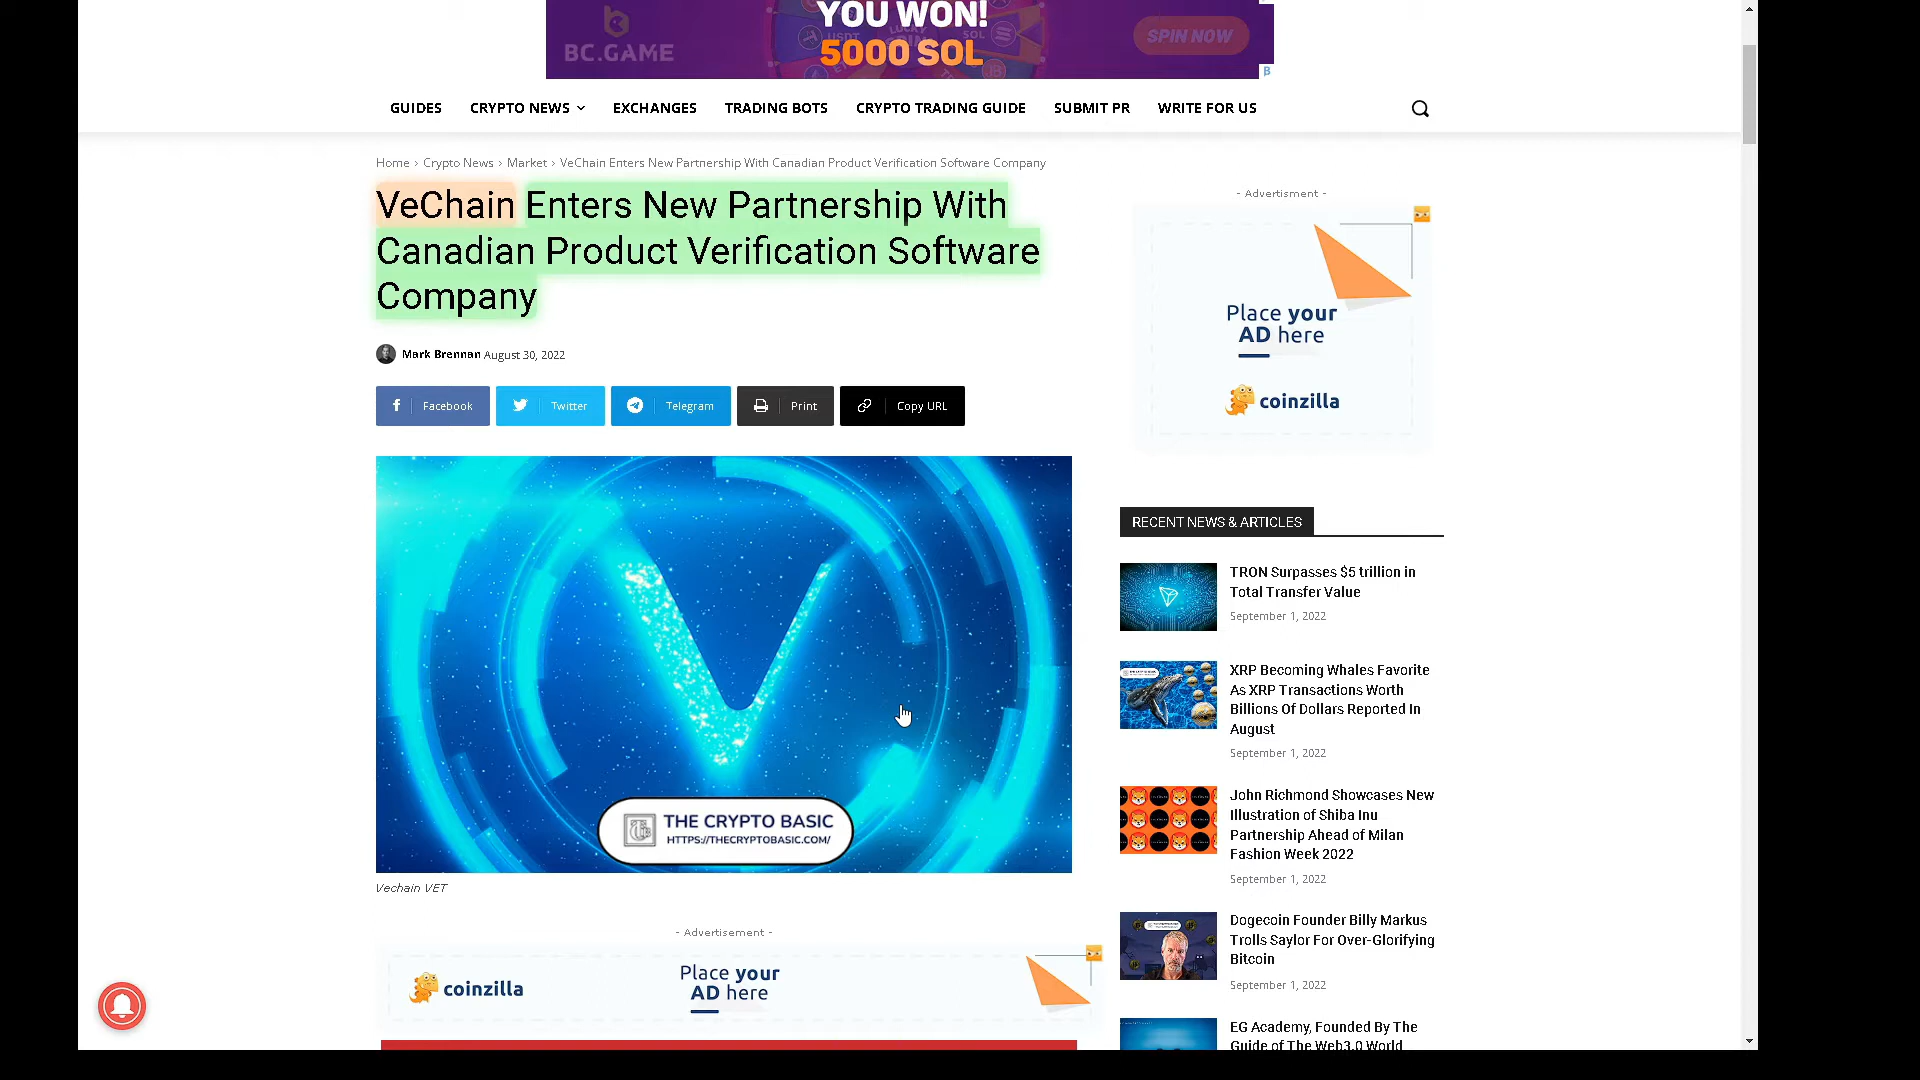 YOU WON!
5000 SOL
BC.GAME
SPIN NOW
GUIDES
CRYPTO NEWS
EXCHANGES
TRADING BOTS
CRYPTO TRADING GUIDE
SUBMIT PR
WRITE FOR US
Home › Crypto News › Market › VeChain Enters New Partnership With Canadian Product Verification Software Company
VeChain Enters New Partnership With
Canadian Product Verification Software
Company
Mark Brennan August 30, 2022
Facebook
Twitter
Telegram
Print
Copy URL
THE CRYPTO BASIC
HTTPS://THECRYPTOBASIC.COM/
Vechain VET
- Advertisement -
coinzilla
Place your
AD here
- Advertisment -
Place your
AD here
coinzilla
RECENT NEWS & ARTICLES
TRON Surpasses $5 trillion in
Total Transfer Value
September 1, 2022
XRP Becoming Whales Favorite
As XRP Transactions Worth
Billions Of Dollars Reported In
August
September 1, 2022
John Richmond Showcases New
Illustration of Shiba Inu
Partnership Ahead of Milan
Fashion Week 2022
September 1, 2022
Dogecoin Founder Billy Markus
Trolls Saylor For Over-Glorifying
Bitcoin
September 1, 2022
EG Academy, Founded By The
Guide of The Web3.0 World